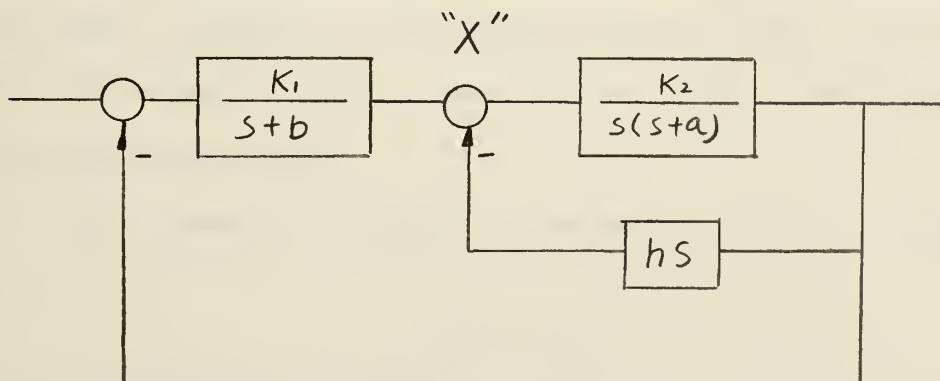 "X"
K₁
s+b
K₂
s(s+a)
-
-
hS